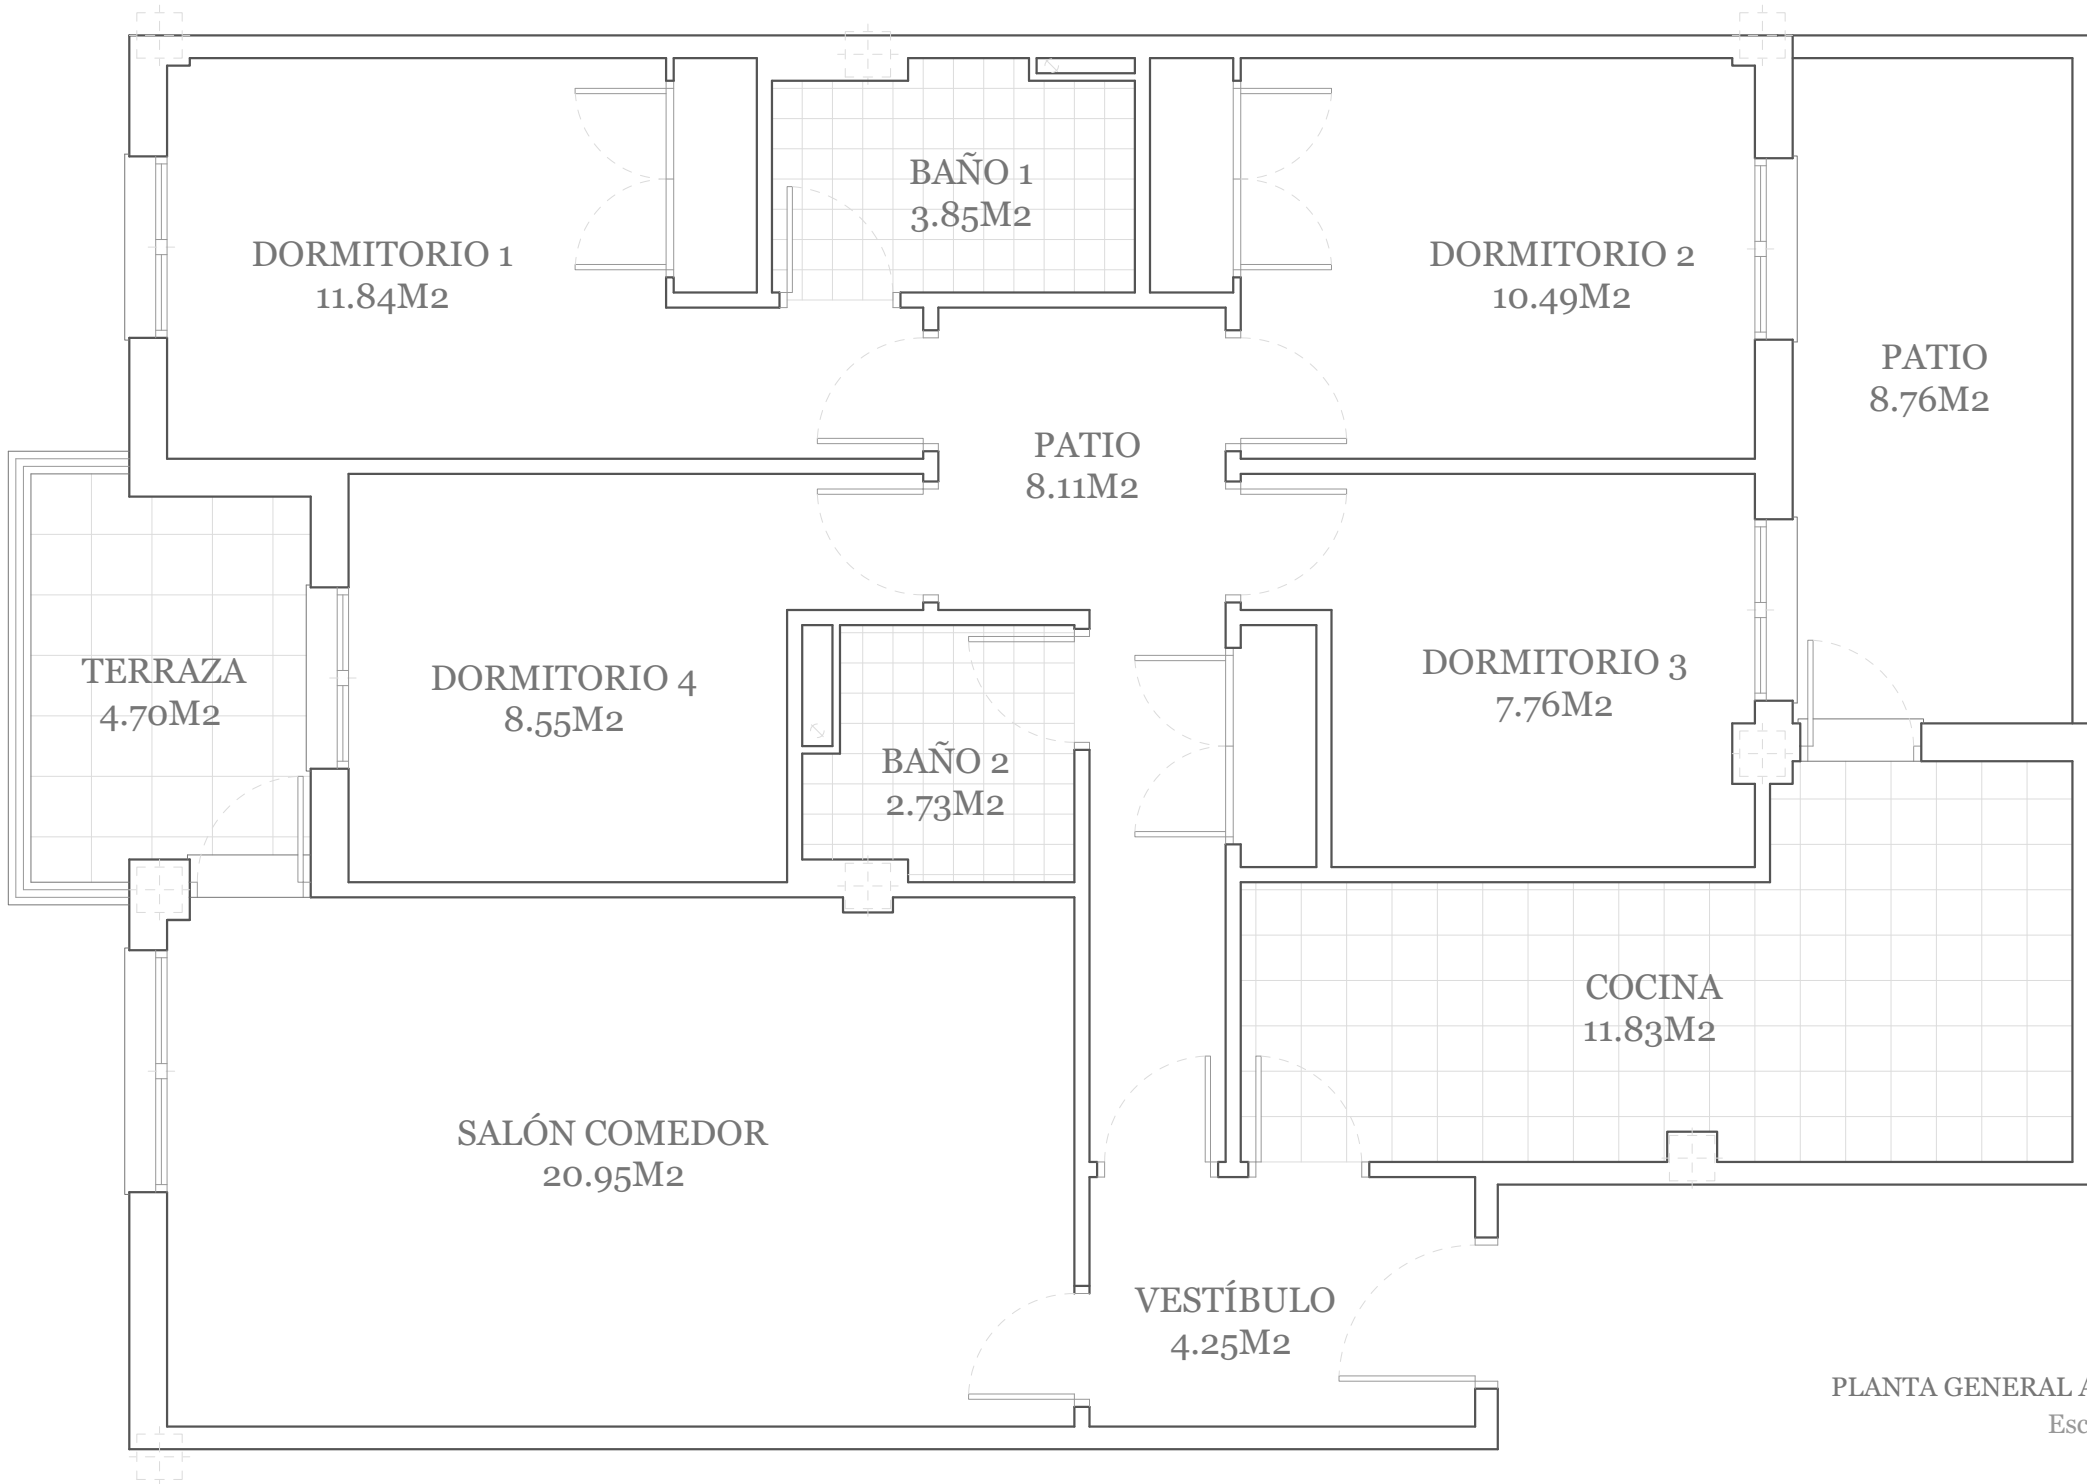 BAÑO 1
3.85M2
DORMITORIO 1
11.84M2
DORMITORIO 2
10.49M2
PATIO
8.76M2
PATIO
8.11M2
TERRAZA
4.70M2
DORMITORIO 4
8.55M2
DORMITORIO 3
7.76M2
BAÑO 2
2.73M2
COCINA
11.83M2
SALÓN COMEDOR
20.95M2
VESTÍBULO
4.25M2
PLANTA GENERAL A
Esc